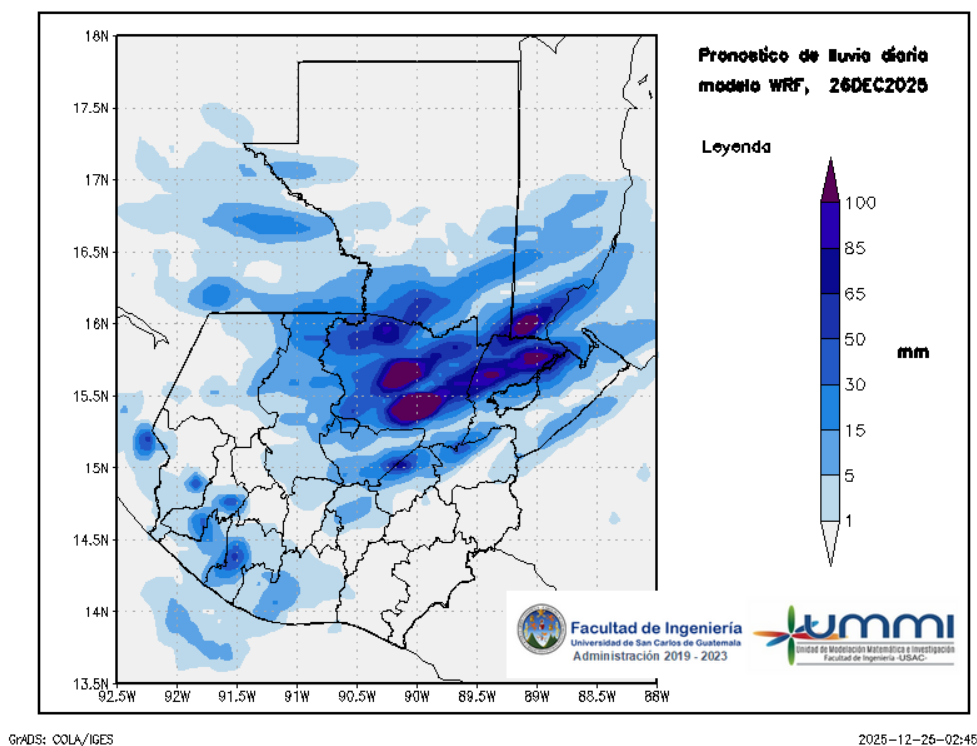 Pronostico de lluvia diaria
modelo WRF, 26DEC2025
Leyenda
100
85
65
50
30
15
5
1
mm
18N
17.5N
17N
16.5N
16N
15.5N
15N
14.5N
14N
13.5N
92.5W
92W
91.5W
91W
90.5W
90W
89.5W
89W
88.5W
88W
Facultad de Ingeniería
Universidad de San Carlos de Guatemala
Administración 2019 - 2023
ummi
Unidad de Modelación Matemática e Investigación
Facultad de Ingeniería -USAC-
GrADS: COLA/IGES
2025-12-26-02:45